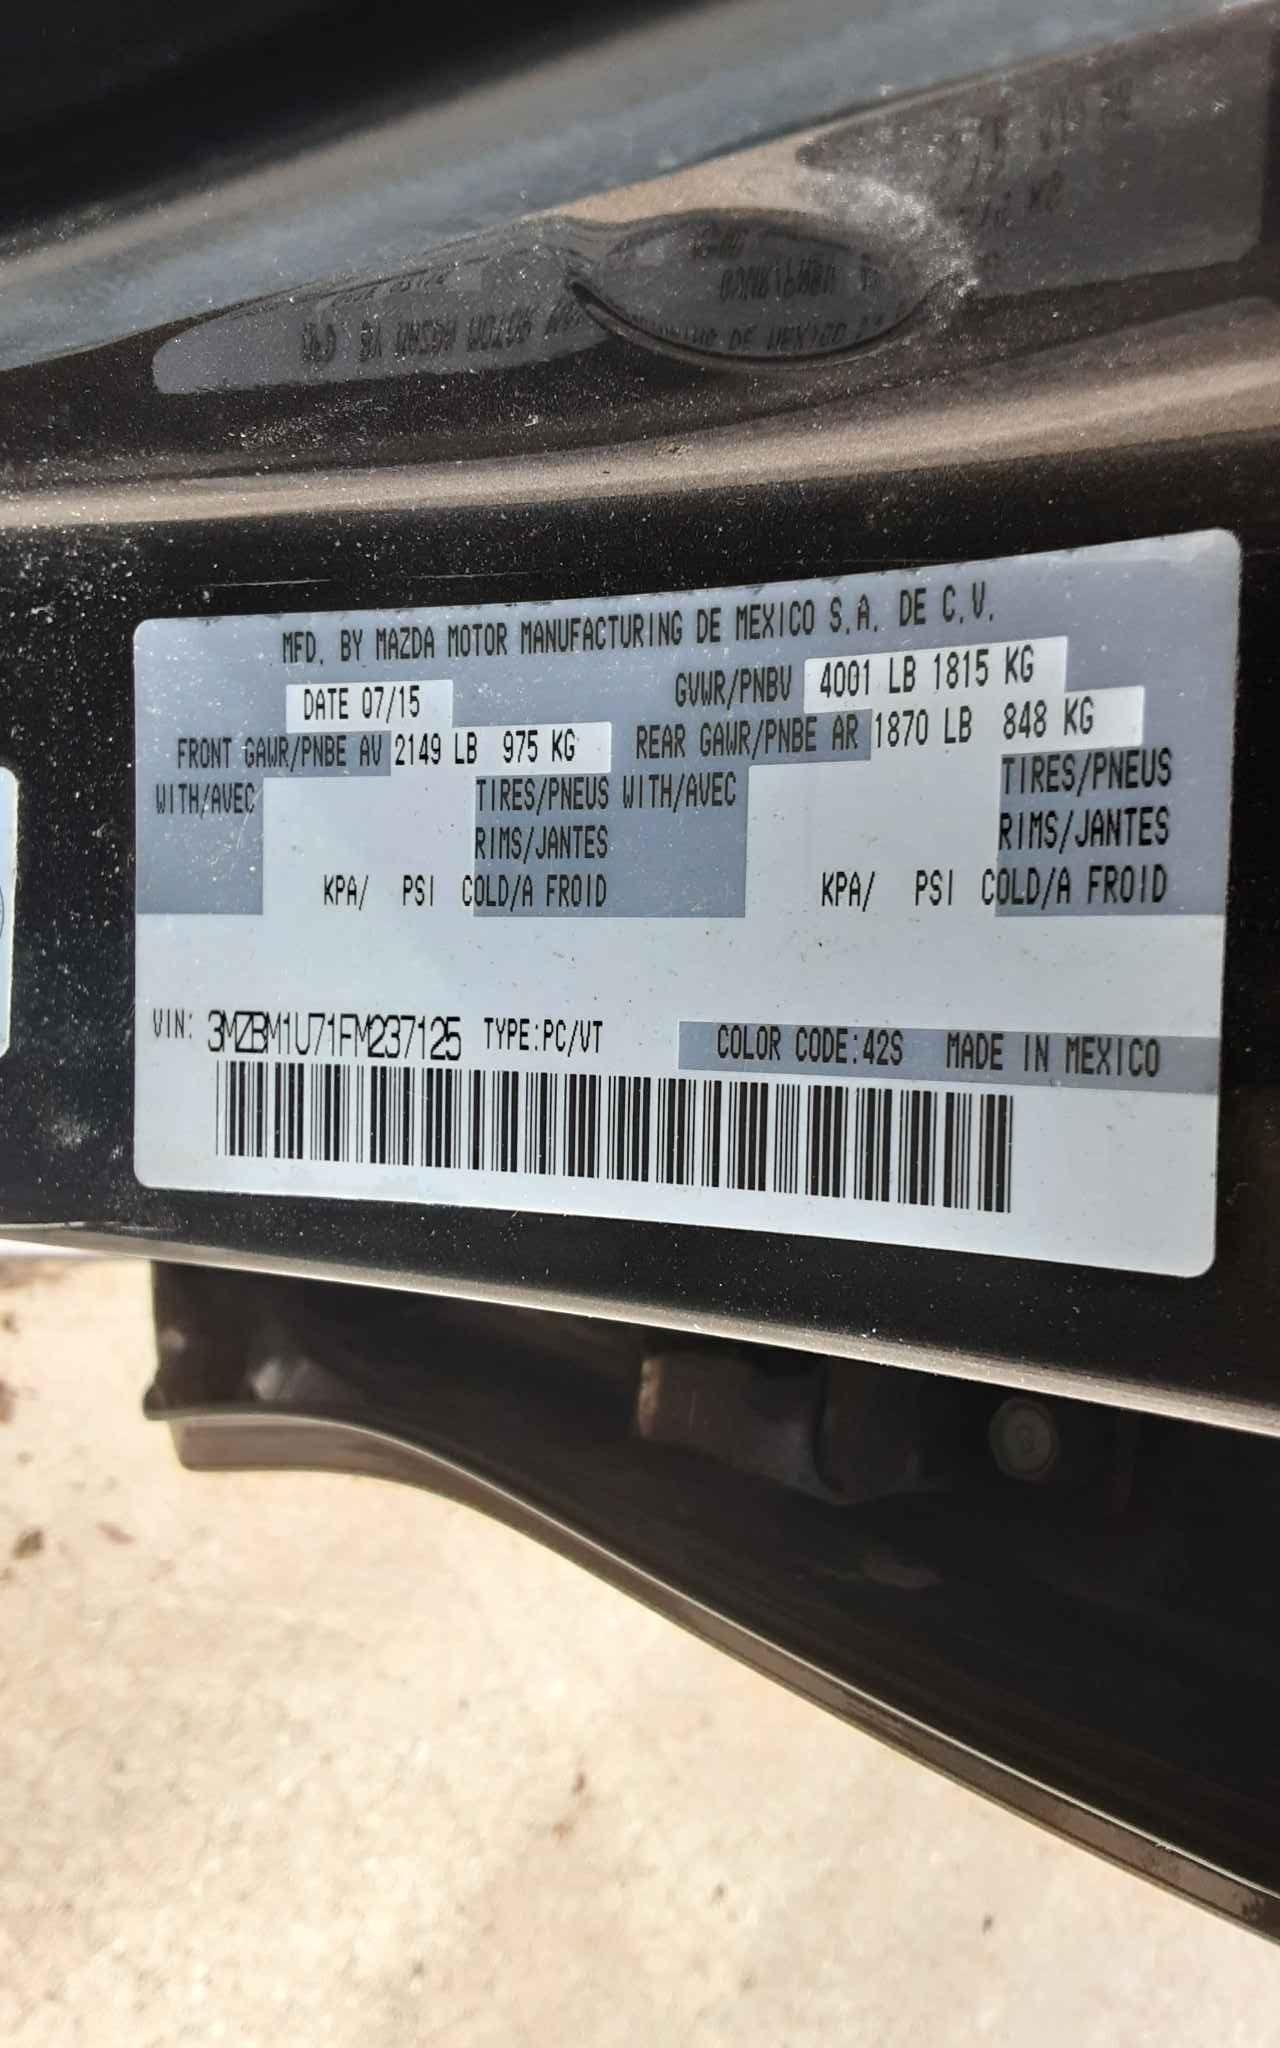 MFD. BY MAZDA MOTOR MANUFACTURING DE MEXICO S.A. DE C.V.
DATE 07/15 GVWR/PNBV 4001 LB 1815 KG
FRONT GAWR/PNBE AV 2149 LB 975 KG REAR GAWR/PNBE AR 1870 LB 848 KG
WITH/AVEC TIRES/PNEUS WITH/AVEC TIRES/PNEUS
RIMS/JANTES RIMS/JANTES
KPA/ PSI COLD/A FROID KPA/ PSI COLD/A FROID
VIN: 3MZBM1U71FM237125 TYPE:PC/VT COLOR CODE:42S MADE IN MEXICO